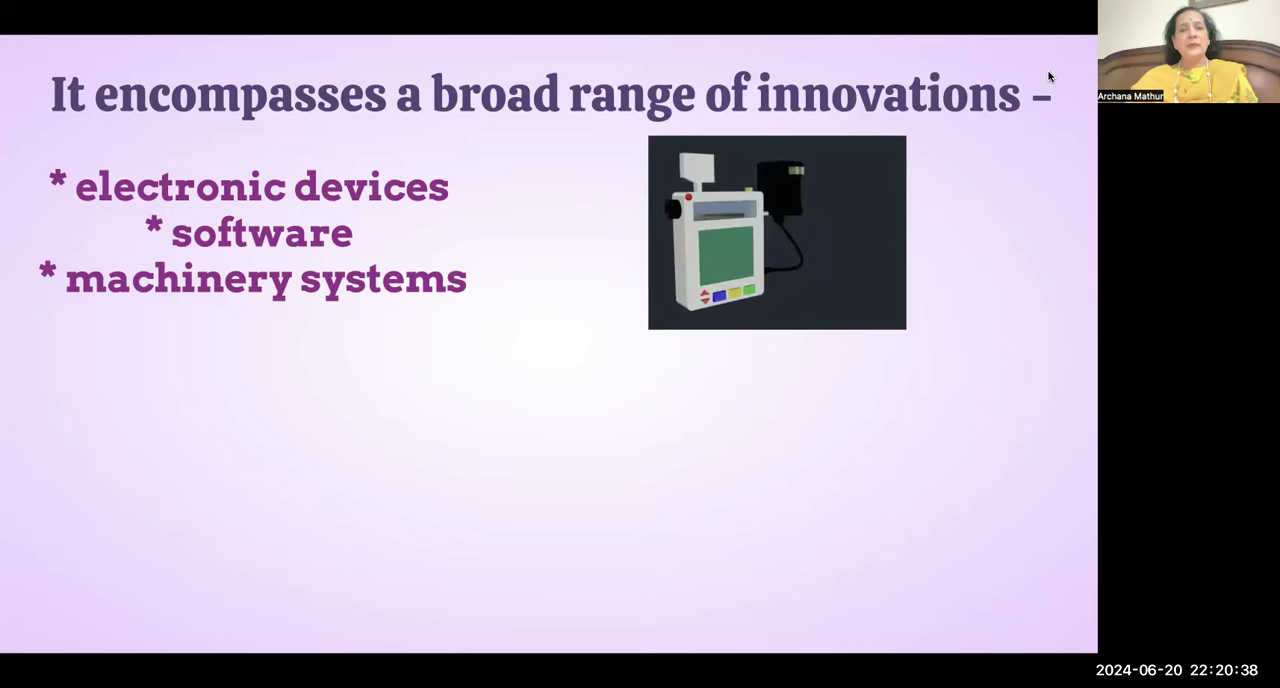 It encompasses a broad range of innovations -
* electronic devices
* software
* machinery systems
Archana Mathur
2024-06-20 22:20:38